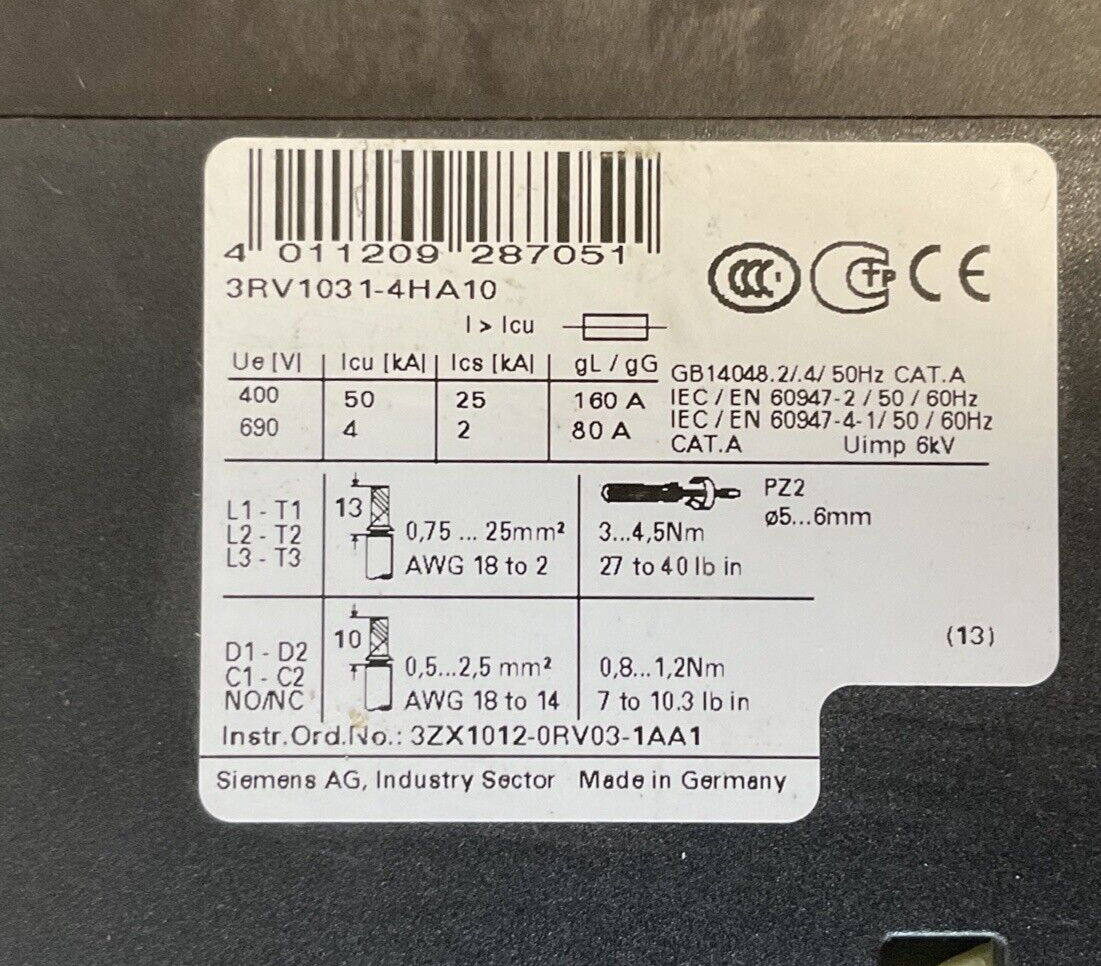 4 011209 287051
3RV1031-4HA10
I > Icu
Ue [V] Icu [kA] Ics [kA] gL / gG
400 50 25 160 A
690 4 2 80 A
GB14048.2/.4/ 50Hz CAT.A
IEC / EN 60947-2 / 50 / 60Hz
IEC / EN 60947-4-1/ 50 / 60Hz
CAT.A Uimp 6kV
CCC CTP CE
L1 - T1
L2 - T2
L3 - T3
13
0,75 ... 25mm²
AWG 18 to 2
PZ2
ø5...6mm
3...4,5Nm
27 to 40 lb in
D1 - D2
C1 - C2
NO/NC
10
0,5...2,5 mm²
AWG 18 to 14
0,8...1,2Nm
7 to 10.3 lb in
(13)
Instr.Ord.No.: 3ZX1012-0RV03-1AA1
Siemens AG, Industry Sector Made in Germany